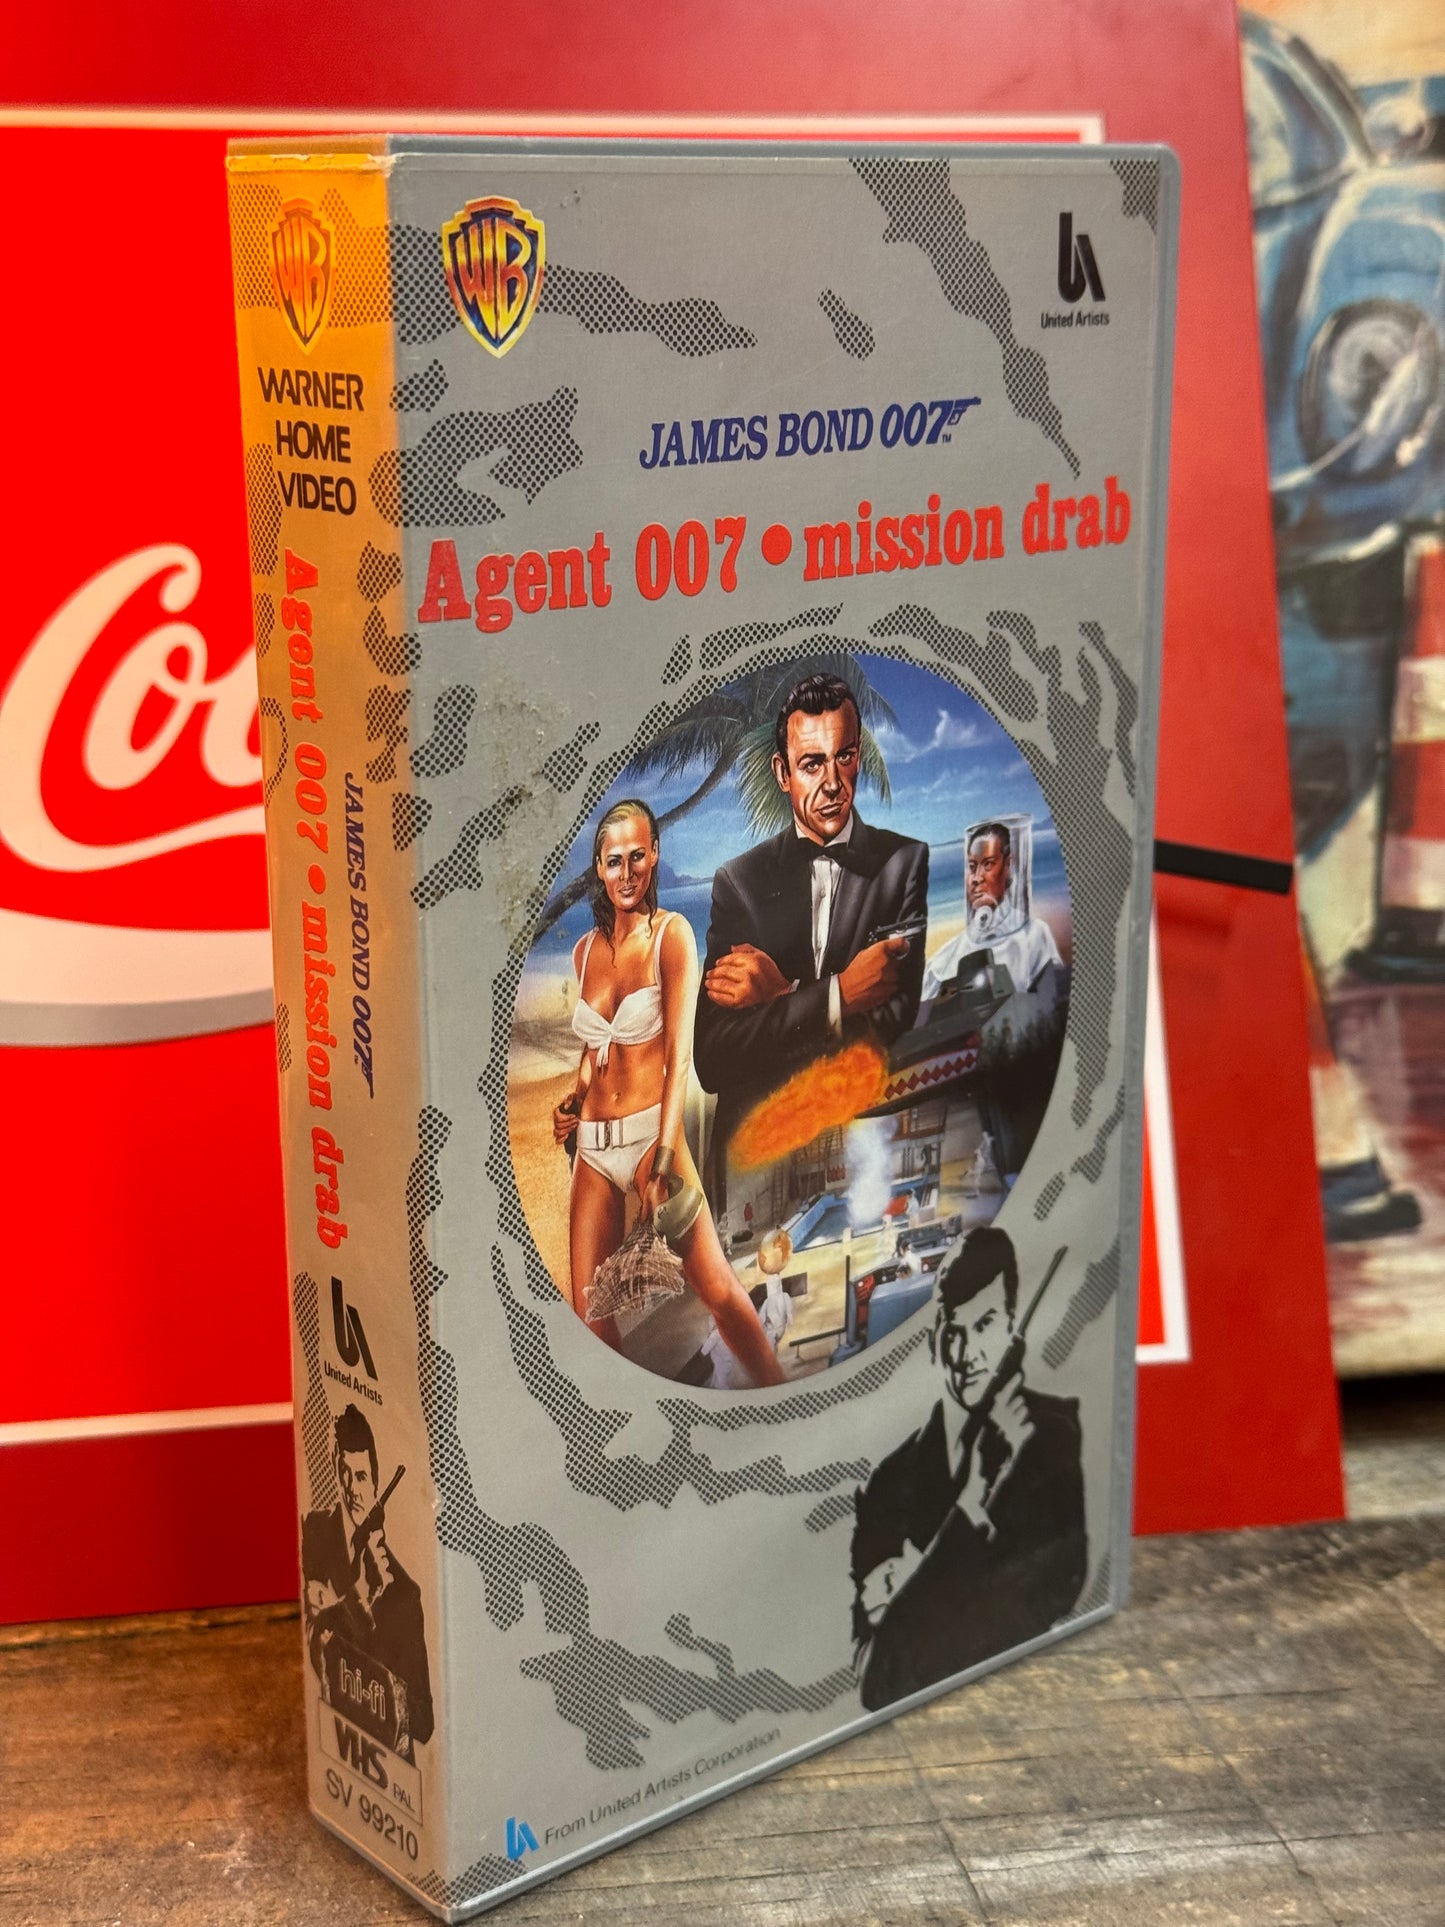 WB
WARNER
HOME
VIDEO
Agent 007 • mission drab
JAMES BOND 007
United Artists
hi-fi
VHS PAL
SV 99210
WB
United Artists
JAMES BOND 007 TM
Agent 007 • mission drab
From United Artists Corporation
Co